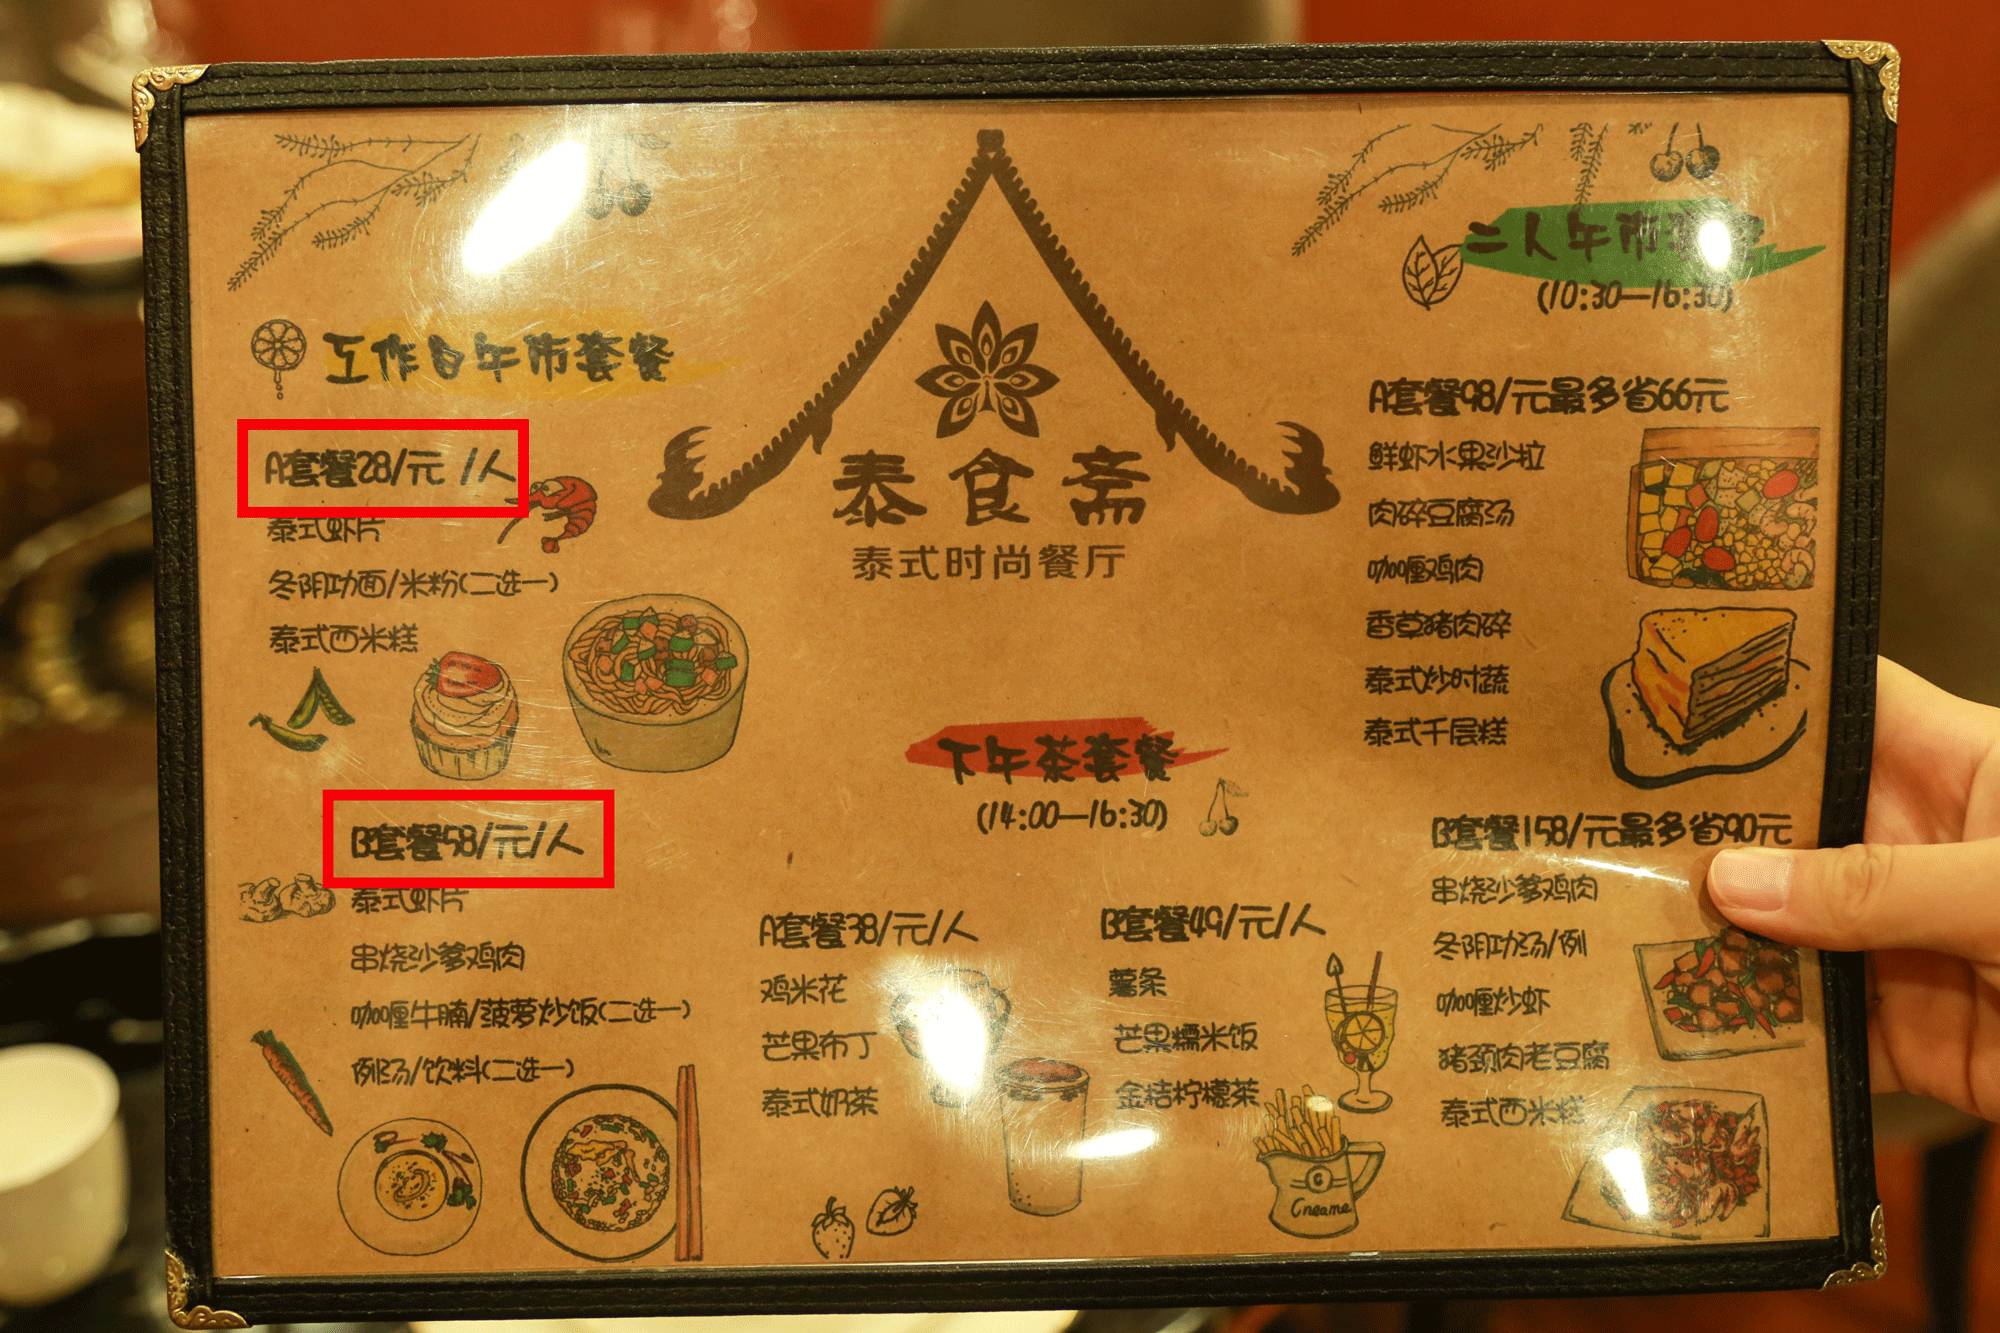 工作日午市套餐
A套餐28/元 /人
泰式虾片
冬阴功面/米粉(二选一)
泰式西米糕
B套餐58/元/人
泰式虾片
串烧沙爹鸡肉
咖喱牛腩/菠萝炒饭(二选一)
例汤/饮料(二选一)
泰食斋
泰式时尚餐厅
下午茶套餐
(14:00—16:30)
A套餐38/元/人
鸡米花
芒果布丁
泰式奶茶
B套餐49/元/人
薯条
芒果糯米饭
金桔柠檬茶
Creame
二人午市套餐
(10:30—16:30)
A套餐98/元最多省66元
鲜虾水果沙拉
肉碎豆腐汤
咖喱鸡肉
香草猪肉碎
泰式炒时蔬
泰式千层糕
B套餐158/元最多省90元
串烧沙爹鸡肉
冬阴功汤/例
咖喱炒虾
猪颈肉老豆腐
泰式西米糕